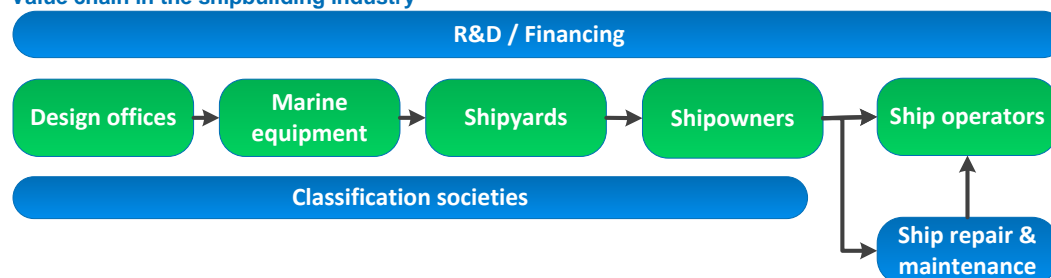 Value chain in the shipbuilding industry
R&D / Financing
Design offices
Marine
equipment
Shipyards
Shipowners
Ship operators
Classification societies
Ship repair &
maintenance